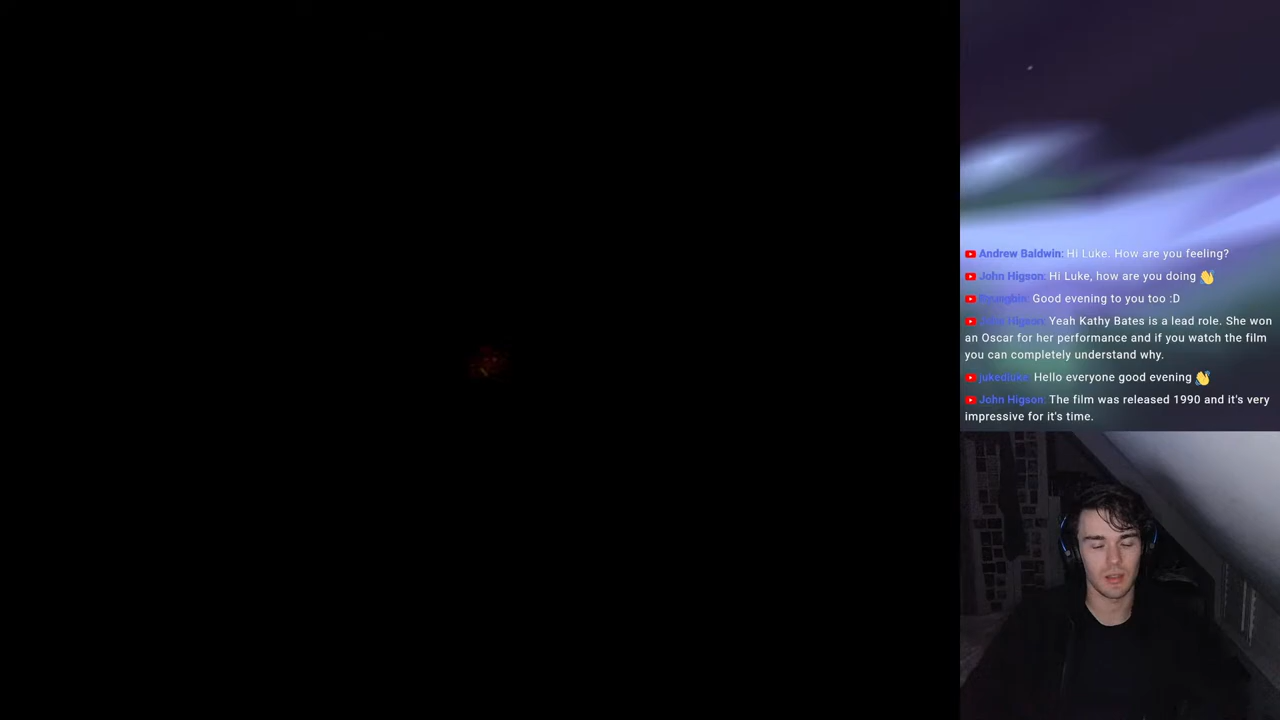 Andrew Baldwin: Hi Luke. How are you feeling?
John Higson: Hi Luke, how are you doing 👋
Good evening to you too :D
John Higson: Yeah Kathy Bates is a lead role. She won
an Oscar for her performance and if you watch the film
you can completely understand why.
jukediuke: Hello everyone good evening 👋
John Higson: The film was released 1990 and it's very
impressive for it's time.